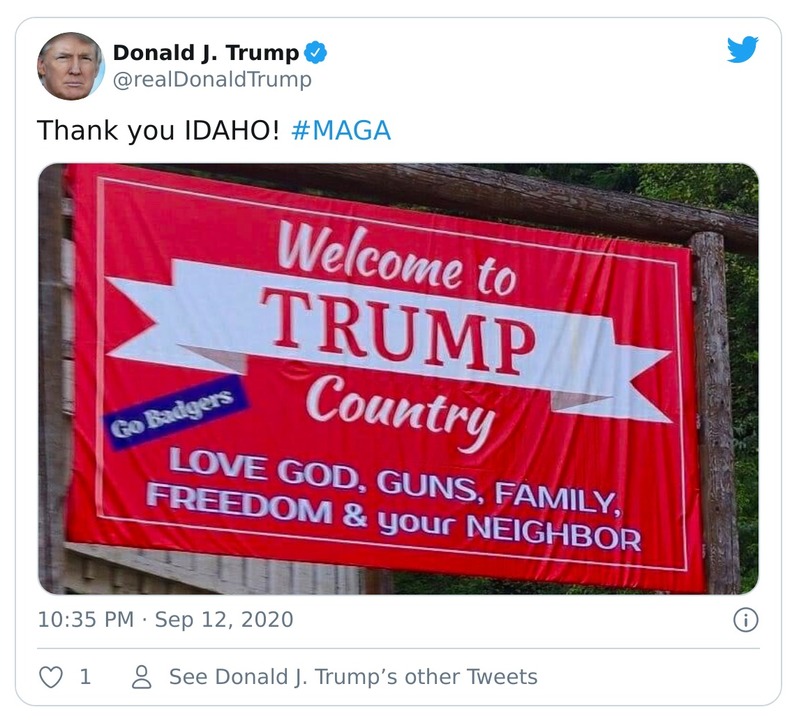 Donald J. Trump
@realDonaldTrump
Thank you IDAHO! #MAGA
Welcome to
TRUMP
Country
Go Badgers
LOVE GOD, GUNS, FAMILY,
FREEDOM & your NEIGHBOR
10:35 PM · Sep 12, 2020
1
See Donald J. Trump’s other Tweets